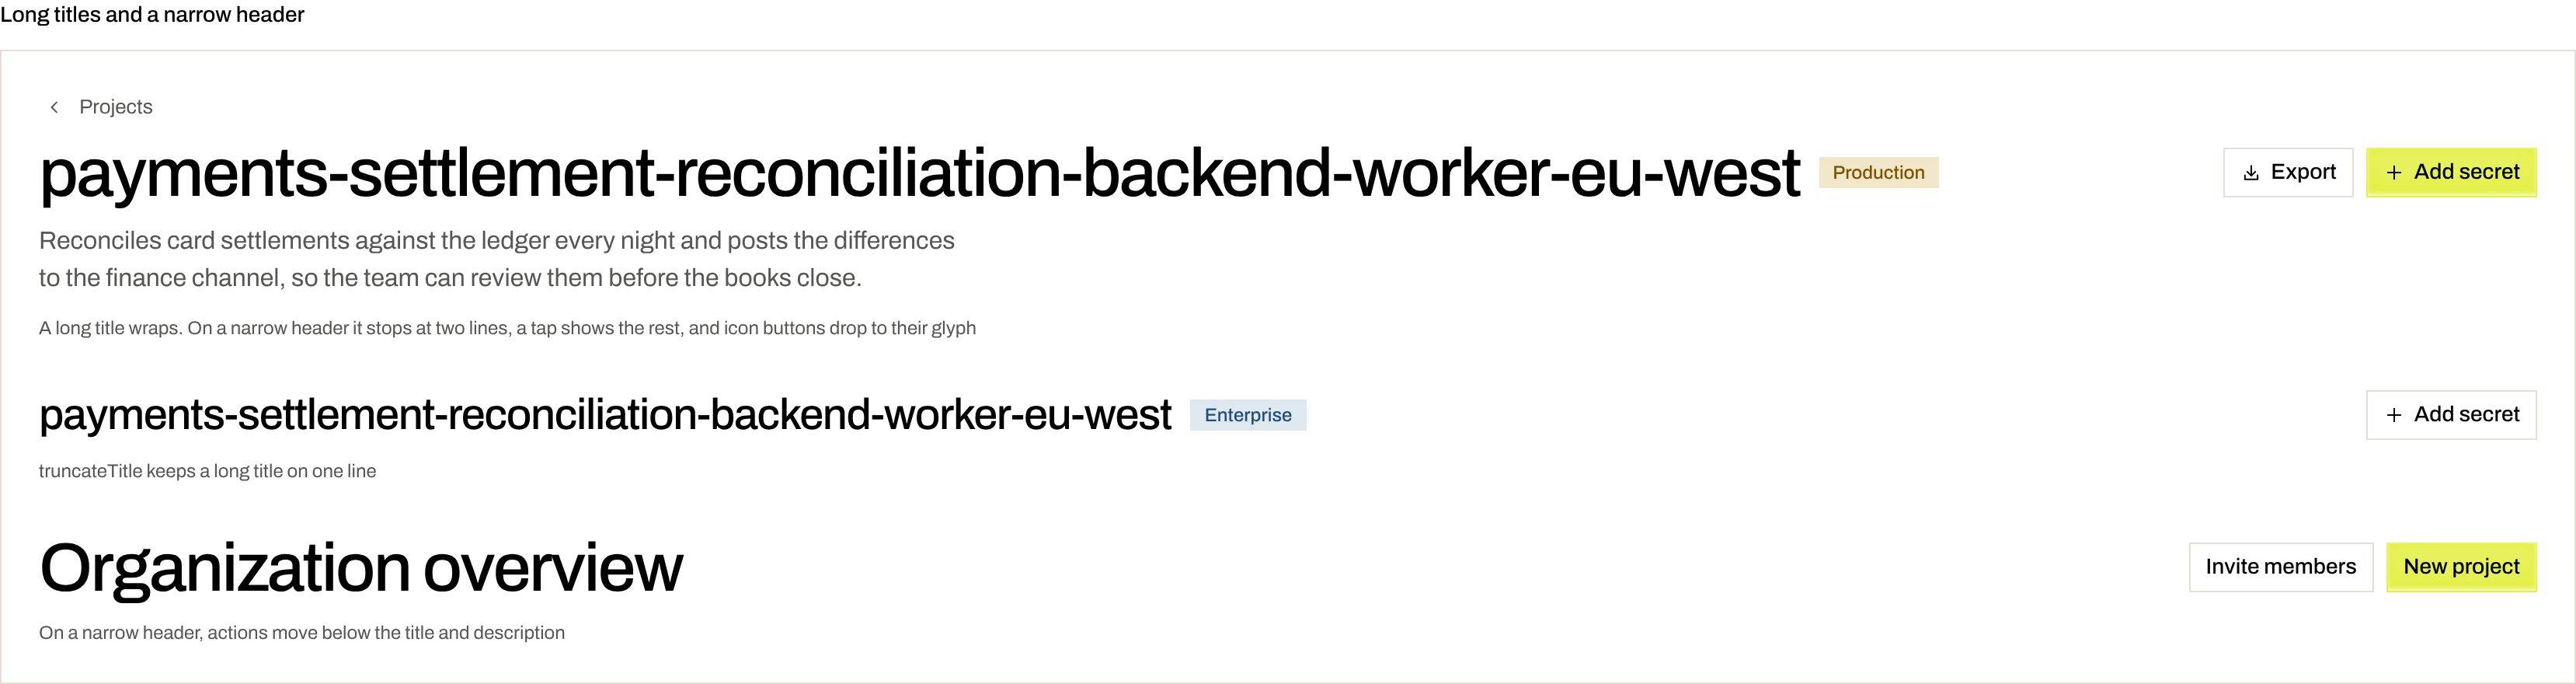 Long titles and a narrow header
Projects
payments-settlement-reconciliation-backend-worker-eu-west Production Export Add secret
Reconciles card settlements against the ledger every night and posts the differences
to the finance channel, so the team can review them before the books close.
A long title wraps. On a narrow header it stops at two lines, a tap shows the rest, and icon buttons drop to their glyph
payments-settlement-reconciliation-backend-worker-eu-west Enterprise Add secret
truncateTitle keeps a long title on one line
Organization overview Invite members New project
On a narrow header, actions move below the title and description